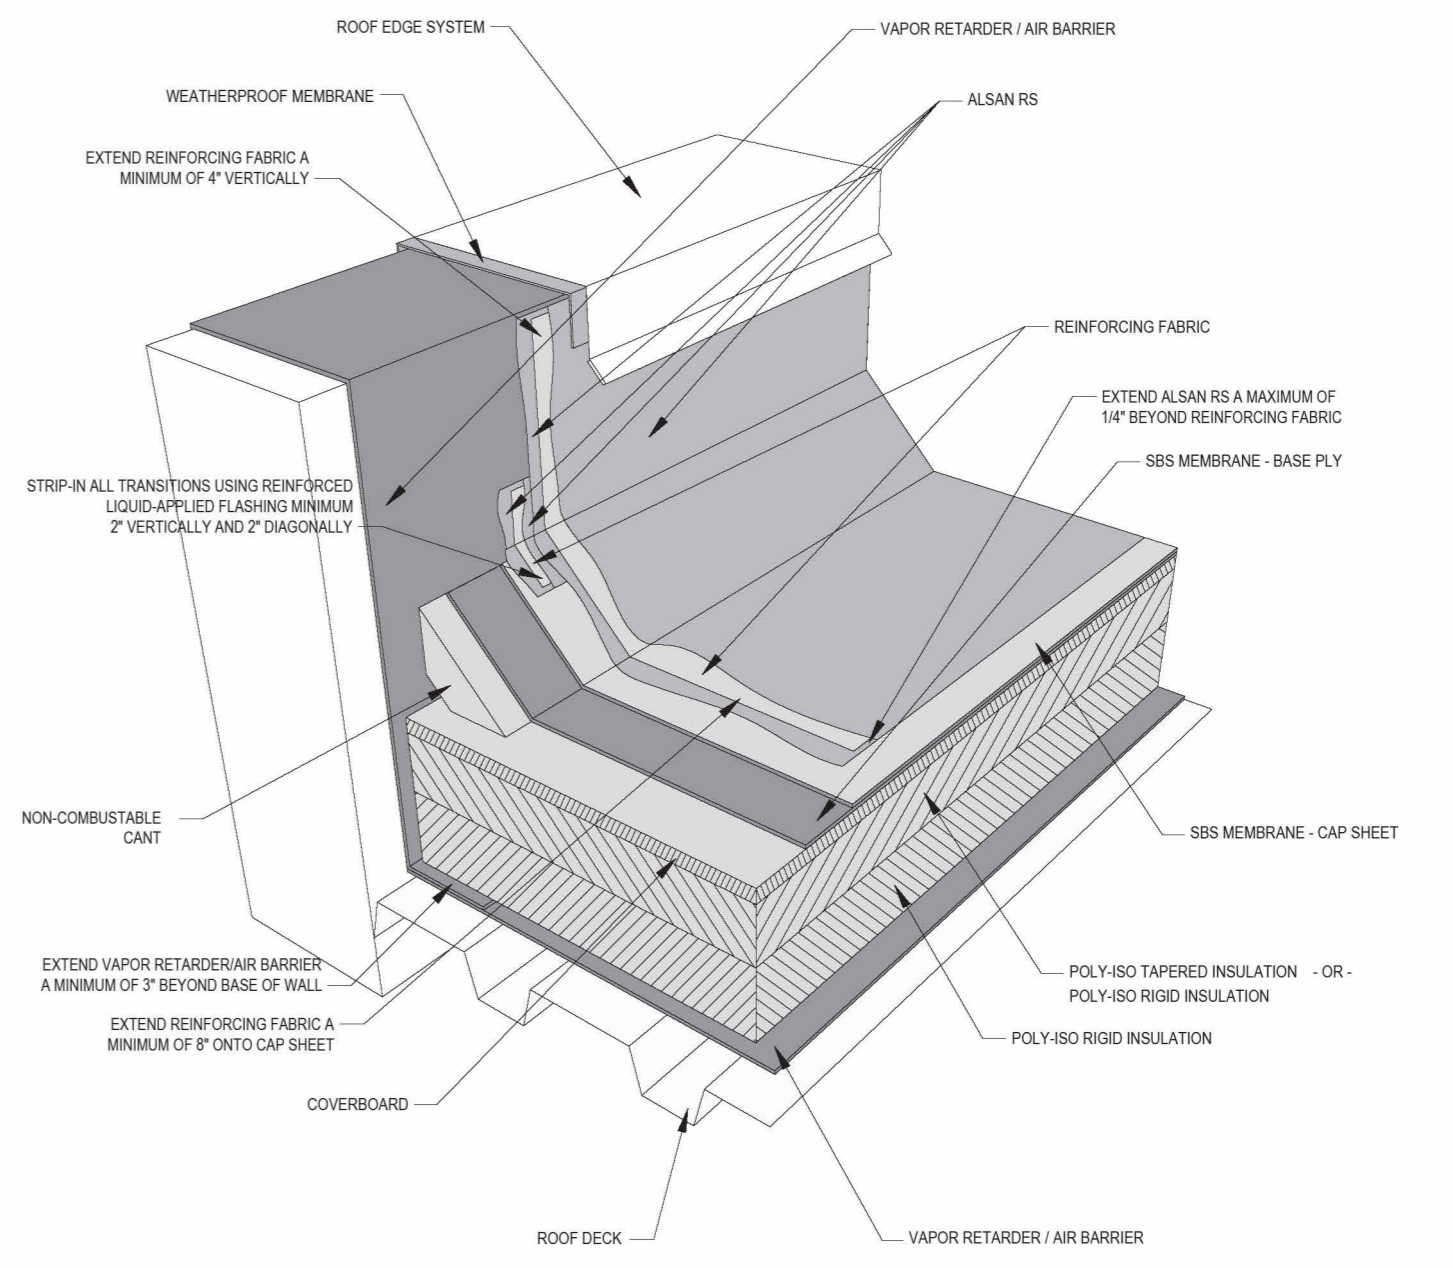 ROOF EDGE SYSTEM
VAPOR RETARDER / AIR BARRIER
WEATHERPROOF MEMBRANE
ALSAN RS
EXTEND REINFORCING FABRIC A
MINIMUM OF 4" VERTICALLY
REINFORCING FABRIC
EXTEND ALSAN RS A MAXIMUM OF
1/4" BEYOND REINFORCING FABRIC
SBS MEMBRANE - BASE PLY
STRIP-IN ALL TRANSITIONS USING REINFORCED
LIQUID-APPLIED FLASHING MINIMUM
2" VERTICALLY AND 2" DIAGONALLY
NON-COMBUSTABLE
CANT
SBS MEMBRANE - CAP SHEET
EXTEND VAPOR RETARDER/AIR BARRIER
A MINIMUM OF 3" BEYOND BASE OF WALL
POLY-ISO TAPERED INSULATION - OR -
POLY-ISO RIGID INSULATION
EXTEND REINFORCING FABRIC A
MINIMUM OF 8" ONTO CAP SHEET
POLY-ISO RIGID INSULATION
COVERBOARD
ROOF DECK
VAPOR RETARDER / AIR BARRIER